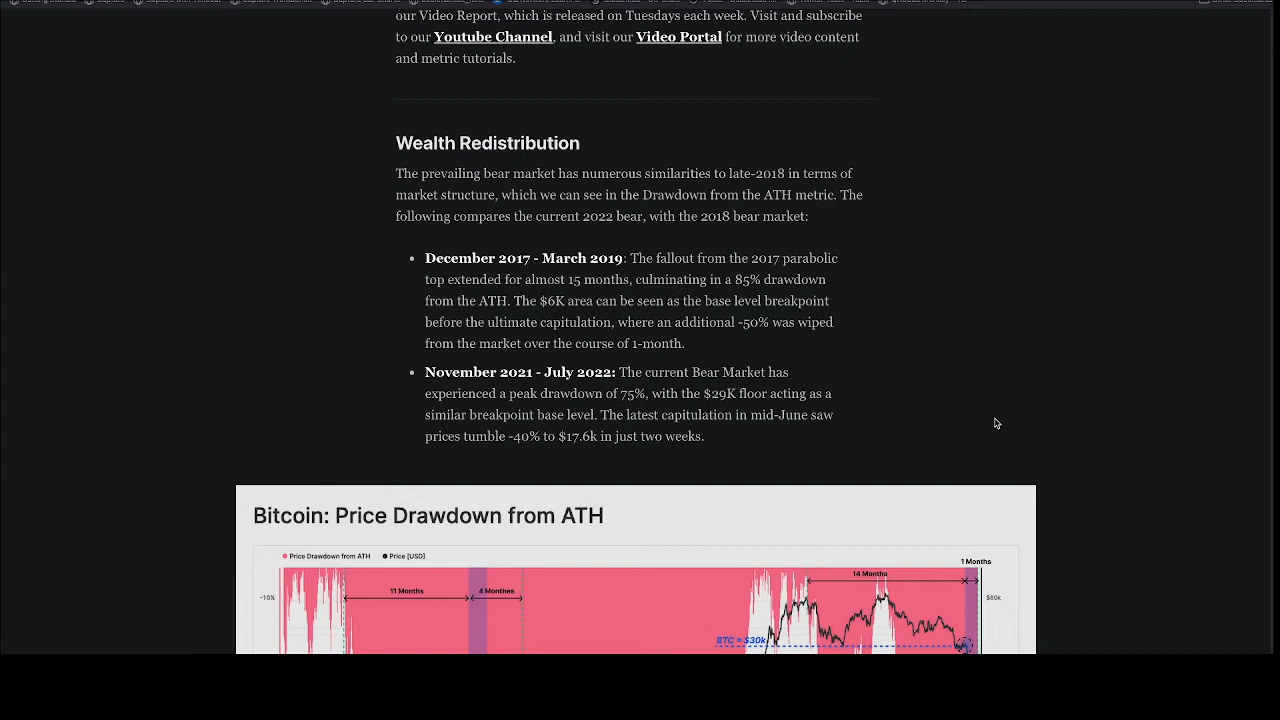 our Video Report, which is released on Tuesdays each week. Visit and subscribe
to our Youtube Channel, and visit our Video Portal for more video content
and metric tutorials.
Wealth Redistribution
The prevailing bear market has numerous similarities to late-2018 in terms of
market structure, which we can see in the Drawdown from the ATH metric. The
following compares the current 2022 bear, with the 2018 bear market:
• December 2017 - March 2019: The fallout from the 2017 parabolic
top extended for almost 15 months, culminating in a 85% drawdown
from the ATH. The $6K area can be seen as the base level breakpoint
before the ultimate capitulation, where an additional -50% was wiped
from the market over the course of 1-month.
• November 2021 - July 2022: The current Bear Market has
experienced a peak drawdown of 75%, with the $29K floor acting as a
similar breakpoint base level. The latest capitulation in mid-June saw
prices tumble -40% to $17.6k in just two weeks.
Bitcoin: Price Drawdown from ATH
Price Drawdown from ATH Price [USD]
1 Months
14 Months
11 Months 4 Monthes
-10% $60k
BTC = $30k